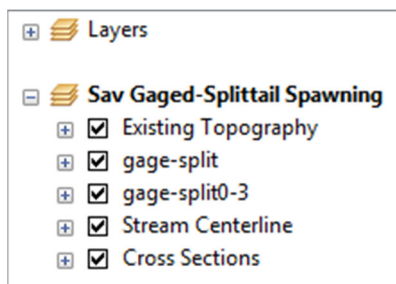 Layers
Sav Gaged-Splittail Spawning
Existing Topography
gage-split
gage-split0-3
Stream Centerline
Cross Sections